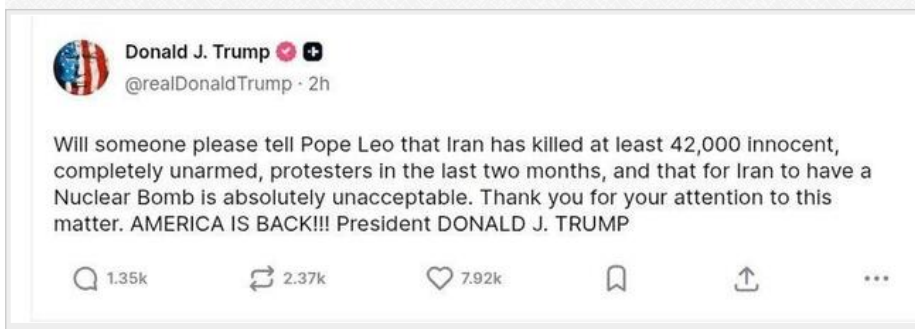 Donald J. Trump
@realDonaldTrump · 2h
Will someone please tell Pope Leo that Iran has killed at least 42,000 innocent,
completely unarmed, protesters in the last two months, and that for Iran to have a
Nuclear Bomb is absolutely unacceptable. Thank you for your attention to this
matter. AMERICA IS BACK!!! President DONALD J. TRUMP
1.35k 2.37k 7.92k